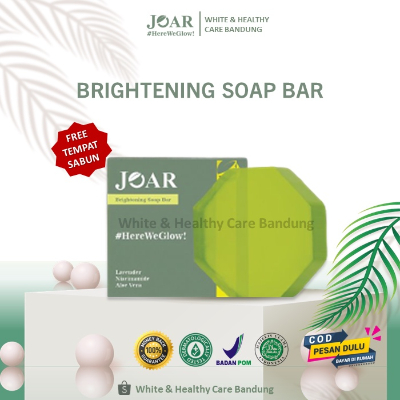 JOAR
#HereWeGlow!
WHITE & HEALTHY
CARE BANDUNG
BRIGHTENING SOAP BAR
FREE
TEMPAT
SABUN
JOAR
Brightening Soap Bar
White & Healthy Care Bandung
#HereWeGlow!
Lavender
Niacinamide
Aloe Vera
100%
BADAN POM
COD
PESAN DULU
BAYAR DI RUMAH
White & Healthy Care Bandung